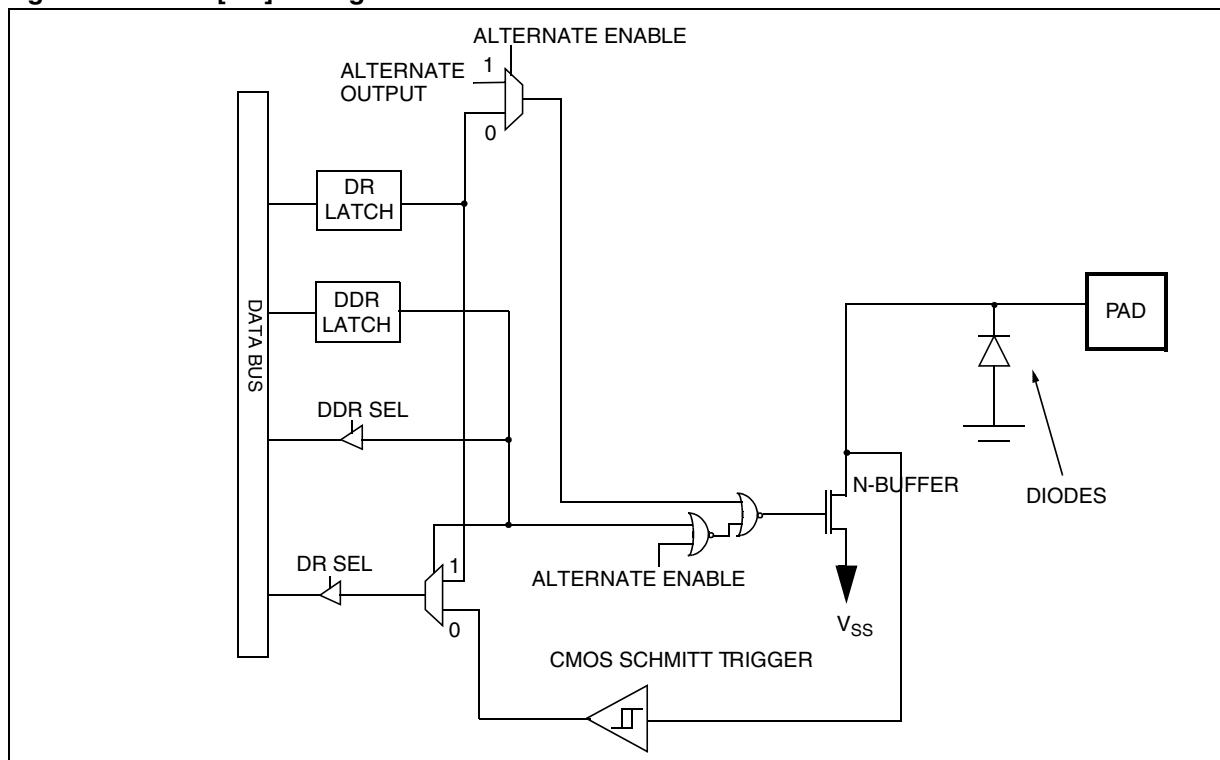 ALTERNATE ENABLE
1
ALTERNATE
OUTPUT
0
DR
LATCH
DDR
LATCH
PAD
DATA BUS
DDR SEL
N-BUFFER
DIODES
DR SEL
1
ALTERNATE ENABLE
0
VSS
CMOS SCHMITT TRIGGER